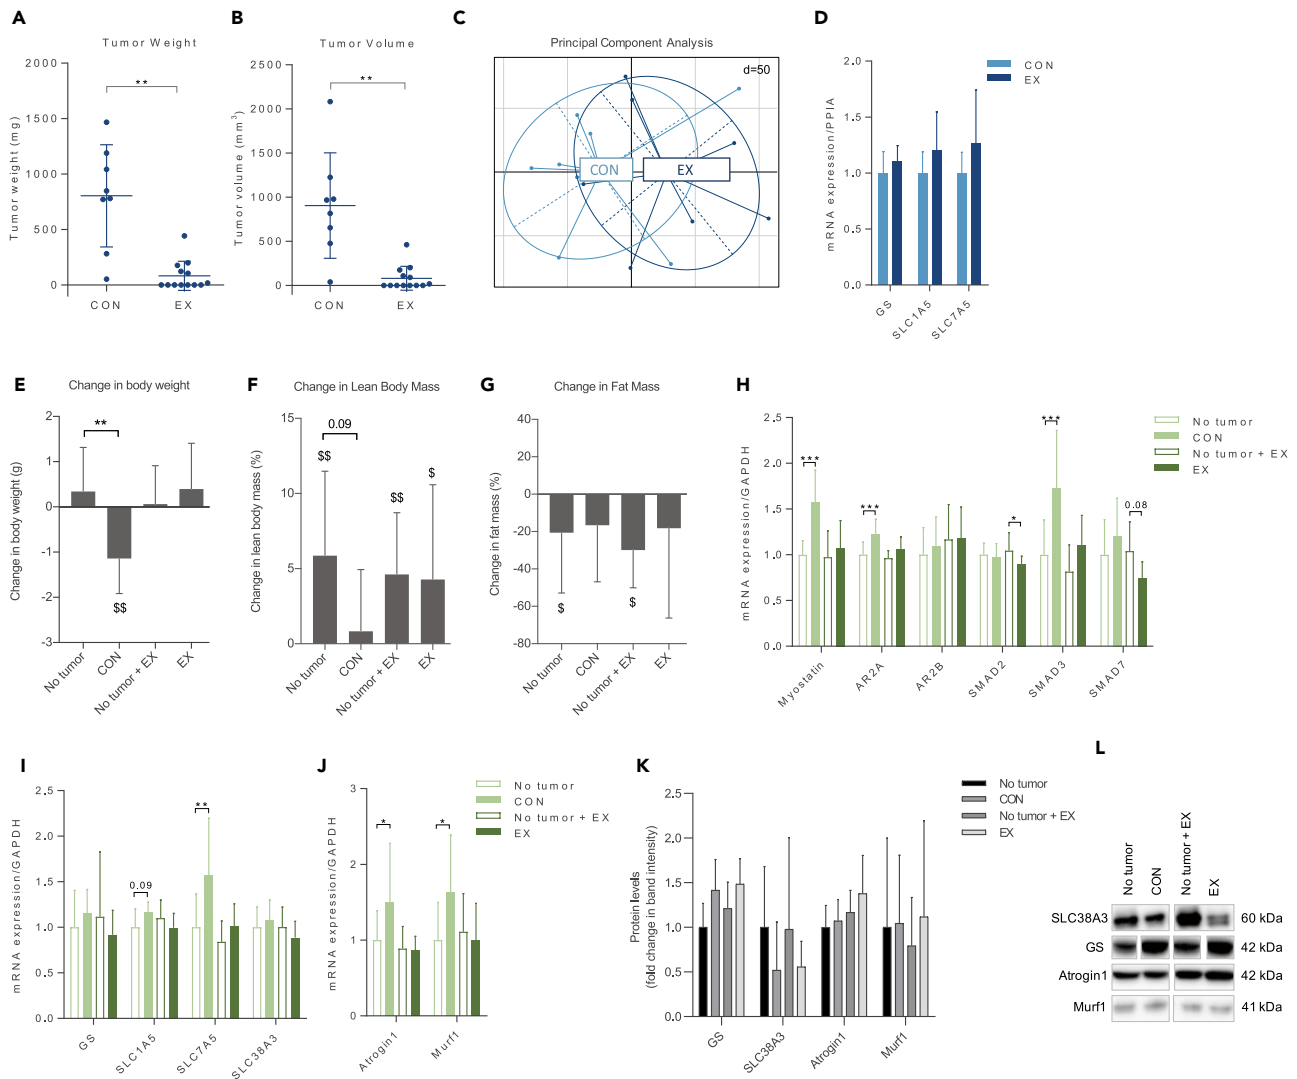 A
Tumor Weight
Tumor weight (mg)
2000
1500
1000
500
0
**
CON
EX
B
Tumor Volume
Tumor volume (mm³)
2500
2000
1500
1000
500
0
**
CON
EX
C
Principal Component Analysis
d=50
CON
EX
D
mRNA expression/PPIA
2.0
1.5
1.0
0.5
0.0
GS
SLC1A5
SLC7A5
CON
EX
E
Change in body weight
Change in body weight (g)
2
1
0
-1
-2
-3
**
$$
No tumor
CON
No tumor + EX
EX
F
Change in Lean Body Mass
Change in lean body mass (%)
15
10
5
0
0.09
$$
$$
$
No tumor
CON
No tumor + EX
EX
G
Change in Fat Mass
Change in fat mass (%)
40
20
0
-20
-40
-60
-80
$
$
No tumor
CON
No tumor + EX
EX
H
mRNA expression/GAPDH
2.5
2.0
1.5
1.0
0.5
0.0
***
***
*
***
0.08
Myostatin
AR2A
AR2B
SMAD2
SMAD3
SMAD7
No tumor
CON
No tumor + EX
EX
I
mRNA expression/GAPDH
2.5
2.0
1.5
1.0
0.5
0.0
0.09
**
GS
SLC1A5
SLC7A5
SLC38A3
J
mRNA expression/GAPDH
3
2
1
0
*
*
Atrogin1
Murf1
No tumor
CON
No tumor + EX
EX
K
Protein levels
(fold change in band intensity)
2.5
2.0
1.5
1.0
0.5
0.0
GS
SLC38A3
Atrogin1
Murf1
No tumor
CON
No tumor + EX
EX
L
No tumor
CON
No tumor + EX
EX
SLC38A3
60 kDa
GS
42 kDa
Atrogin1
42 kDa
Murf1
41 kDa